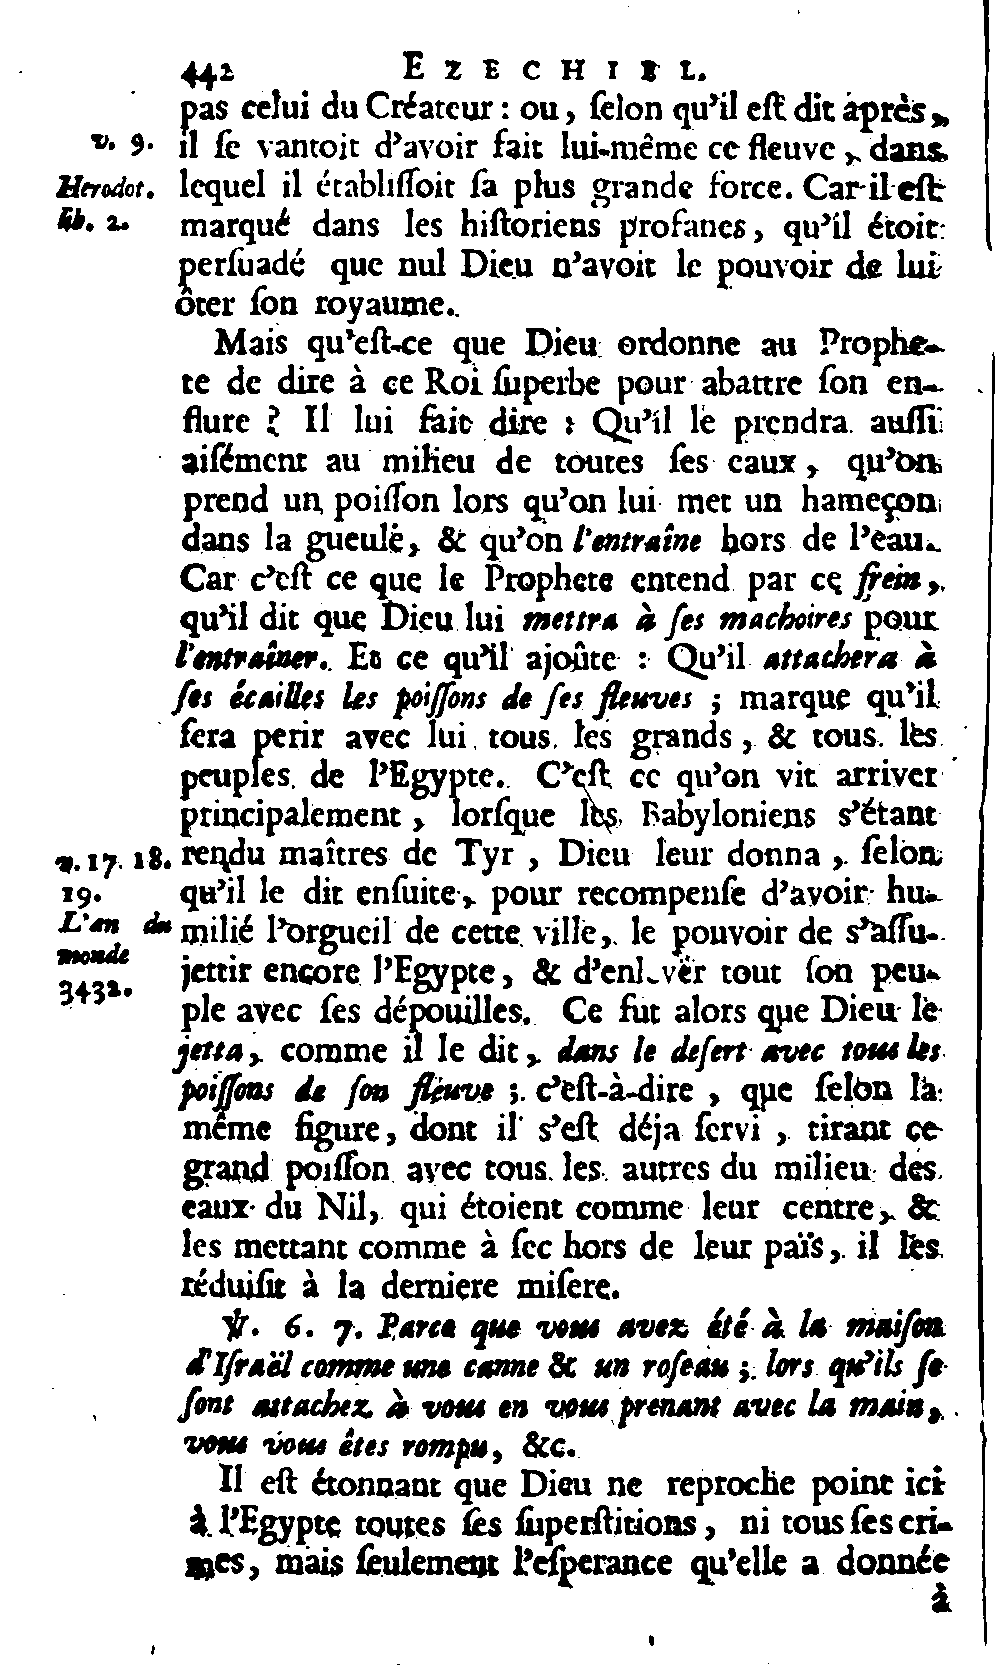 442 EZECHIEL.
pas celui du Créateur : ou, ſelon qu'il eſt dit après,
v. 9. il ſe vantoit d'avoir fait lui-même ce fleuve, dans
Herodot. lequel il établiſſoit ſa plus grande force. Car il eſt
lib. 2. marqué dans les hiſtoriens profanes, qu'il étoit
perſuadé que nul Dieu n'avoit le pouvoir de lui
ôter ſon royaume.
Mais qu'eſt-ce que Dieu ordonne au Prophe-
te de dire à ce Roi ſuperbe pour abattre ſon en-
flure ? Il lui fait dire : Qu'il le prendra auſſi
aiſément au milieu de toutes ſes eaux, qu'on
prend un poiſſon lors qu'on lui met un hameçon
dans la gueule, & qu'on l'entraîne hors de l'eau.
Car c'eſt ce que le Prophete entend par ce frein,
qu'il dit que Dieu lui mettra à ſes machoires pour
l'entraîner. En ce qu'il ajoûte : Qu'il attachera à
ſes écailles les poiſſons de ſes fleuves ; marque qu'il
ſera perir avec lui tous les grands, & tous les
peuples de l'Egypte. C'eſt ce qu'on vit arriver
principalement, lorſque les Babyloniens s'étant
v. 17. 18. rendu maîtres de Tyr, Dieu leur donna, ſelon
19. qu'il le dit enſuite, pour recompenſe d'avoir hu-
L'an du milié l'orgueil de cette ville, le pouvoir de s'aſſu-
monde jettir encore l'Egypte, & d'enlever tout ſon peu-
3432. ple avec ſes dépouilles. Ce fut alors que Dieu le
jetta, comme il le dit, dans le deſert avec tous les
poiſſons de ſon fleuve ; c'eſt-à-dire, que ſelon la
même figure, dont il s'eſt déja ſervi, tirant ce
grand poiſſon avec tous les autres du milieu des
eaux du Nil, qui étoient comme leur centre, &
les mettant comme à ſec hors de leur païs, il les
réduiſit à la derniere miſere.
℣. 6. 7. Parce que vous avez été à la maiſon
d'Iſraël comme une canne & un roſeau ; lors qu'ils ſe
ſont attachez à vous en vous prenant avec la main,
vous vous êtes rompu, &c.
Il eſt étonnant que Dieu ne reproche point ici
à l'Egypte toutes ſes ſuperſtitions, ni tous ſes cri-
mes, mais ſeulement l'eſperance qu'elle a donnée
à